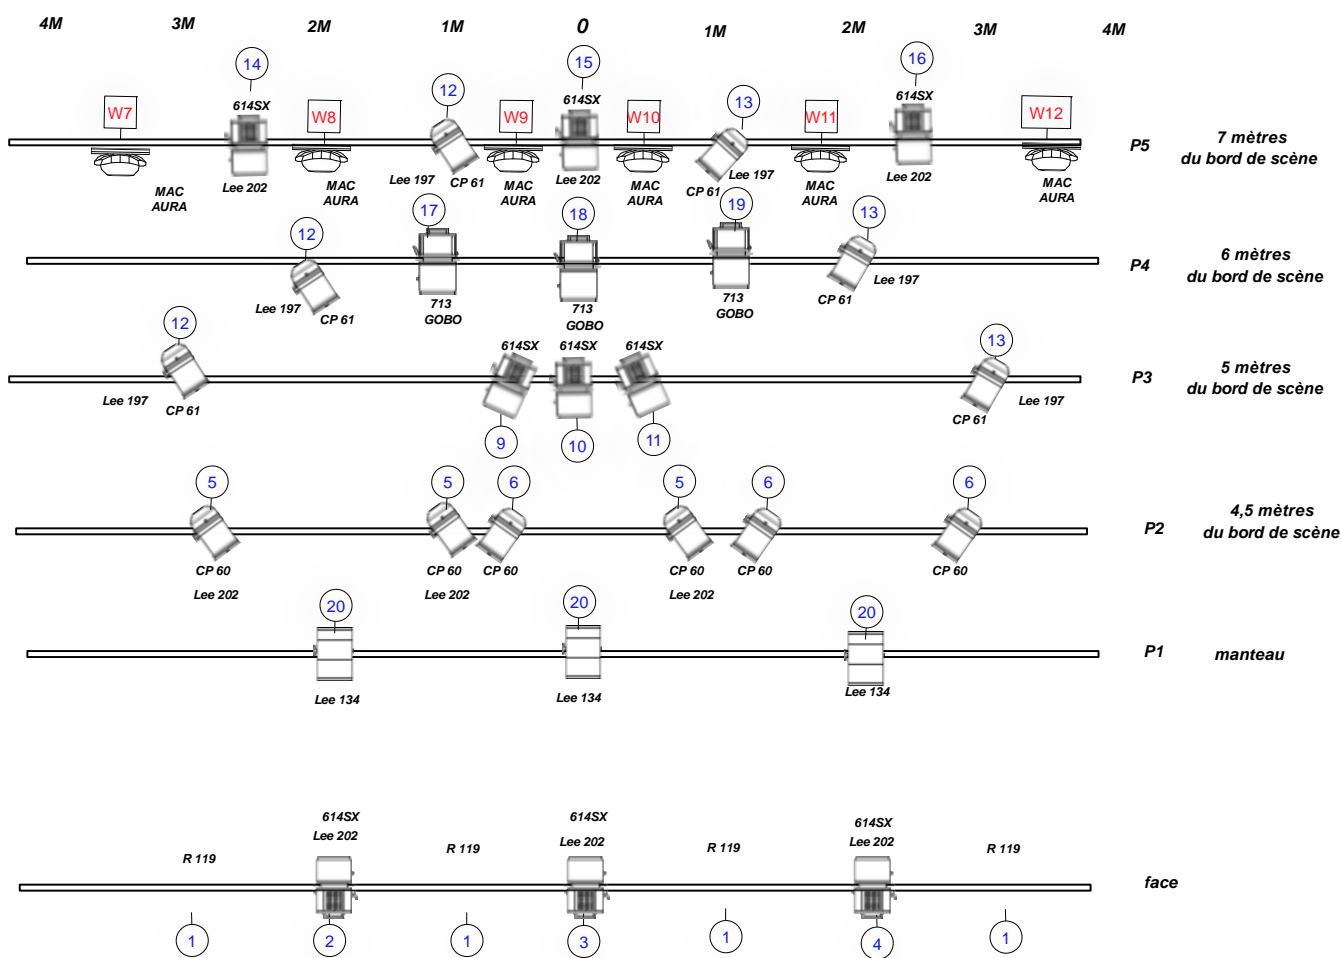 4M 3M 2M 1M 0 1M 2M 3M 4M
14 15 16
12 13
614SX 614SX 614SX
W7 W8 W9 W10 W11 W12
P5 7 mètres
du bord de scène
Lee 202 Lee 197 CP 61 Lee 202 CP 61 Lee 197 Lee 202
MAC
AURA
MAC
AURA
MAC
AURA
MAC
AURA
MAC
AURA
MAC
AURA
12 17 18 19 13
P4 6 mètres
du bord de scène
Lee 197 CP 61 713
GOBO
713
GOBO
713
GOBO
CP 61 Lee 197
12 614SX 614SX 614SX 13
P3 5 mètres
du bord de scène
Lee 197 CP 61 CP 61 Lee 197
9 10 11
5 5 6 5 6 6
P2 4,5 mètres
du bord de scène
CP 60 CP 60 CP 60 CP 60 CP 60 CP 60
Lee 202 Lee 202 Lee 202
20 20 20
P1 manteau
Lee 134 Lee 134 Lee 134
614SX 614SX 614SX
Lee 202 Lee 202 Lee 202
R 119 R 119 R 119 R 119
face
1 2 1 3 1 4 1